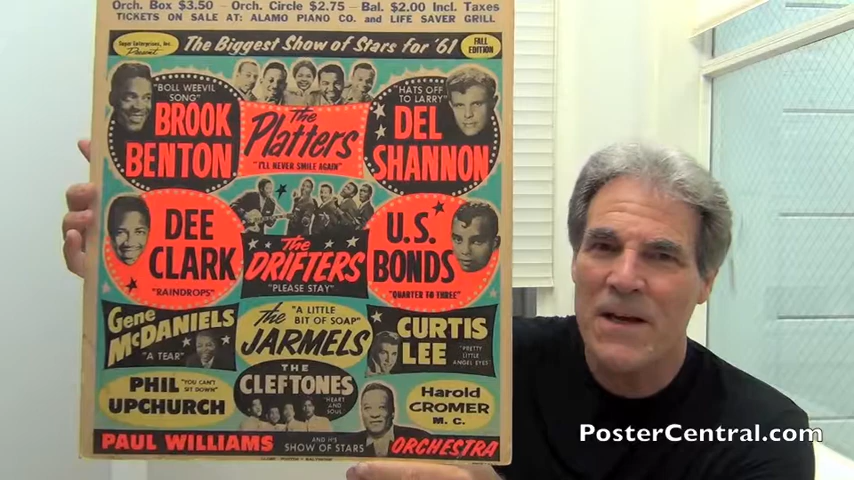 Orch. Box $3.50 - Orch. Circle $2.75 - Bal. $2.00 Incl. Taxes
TICKETS ON SALE AT: ALAMO PIANO CO. and LIFE SAVER GRILL
Super Enterprises, Inc. Present
The Biggest Show of Stars for '61
FALL EDITION
"BOLL WEEVIL SONG"
BROOK BENTON
The Platters
"I'LL NEVER SMILE AGAIN"
"HATS OFF TO LARRY"
DEL SHANNON
DEE CLARK
"RAINDROPS"
The DRIFTERS
"PLEASE STAY"
U.S. BONDS
"QUARTER TO THREE"
Gene McDANIELS
"A TEAR"
"A LITTLE BIT OF SOAP"
The JARMELS
CURTIS LEE
"PRETTY LITTLE ANGEL EYES"
PHIL UPCHURCH
"YOU CAN'T SIT DOWN"
THE CLEFTONES
"HEART AND SOUL"
Harold CROMER M.C.
PAUL WILLIAMS
AND HIS SHOW OF STARS
ORCHESTRA
PosterCentral.com